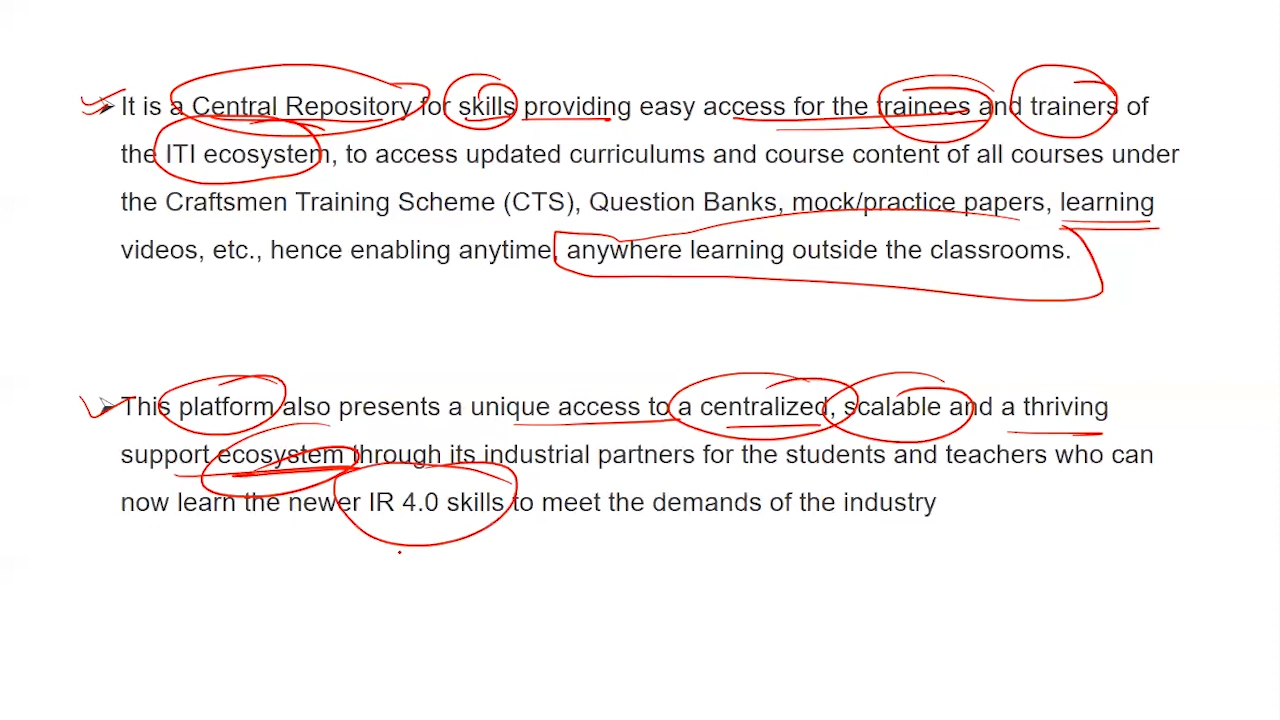 It is a Central Repository for skills providing easy access for the trainees and trainers of
the ITI ecosystem, to access updated curriculums and course content of all courses under
the Craftsmen Training Scheme (CTS), Question Banks, mock/practice papers, learning
videos, etc., hence enabling anytime, anywhere learning outside the classrooms.
This platform also presents a unique access to a centralized, scalable and a thriving
support ecosystem through its industrial partners for the students and teachers who can
now learn the newer IR 4.0 skills to meet the demands of the industry